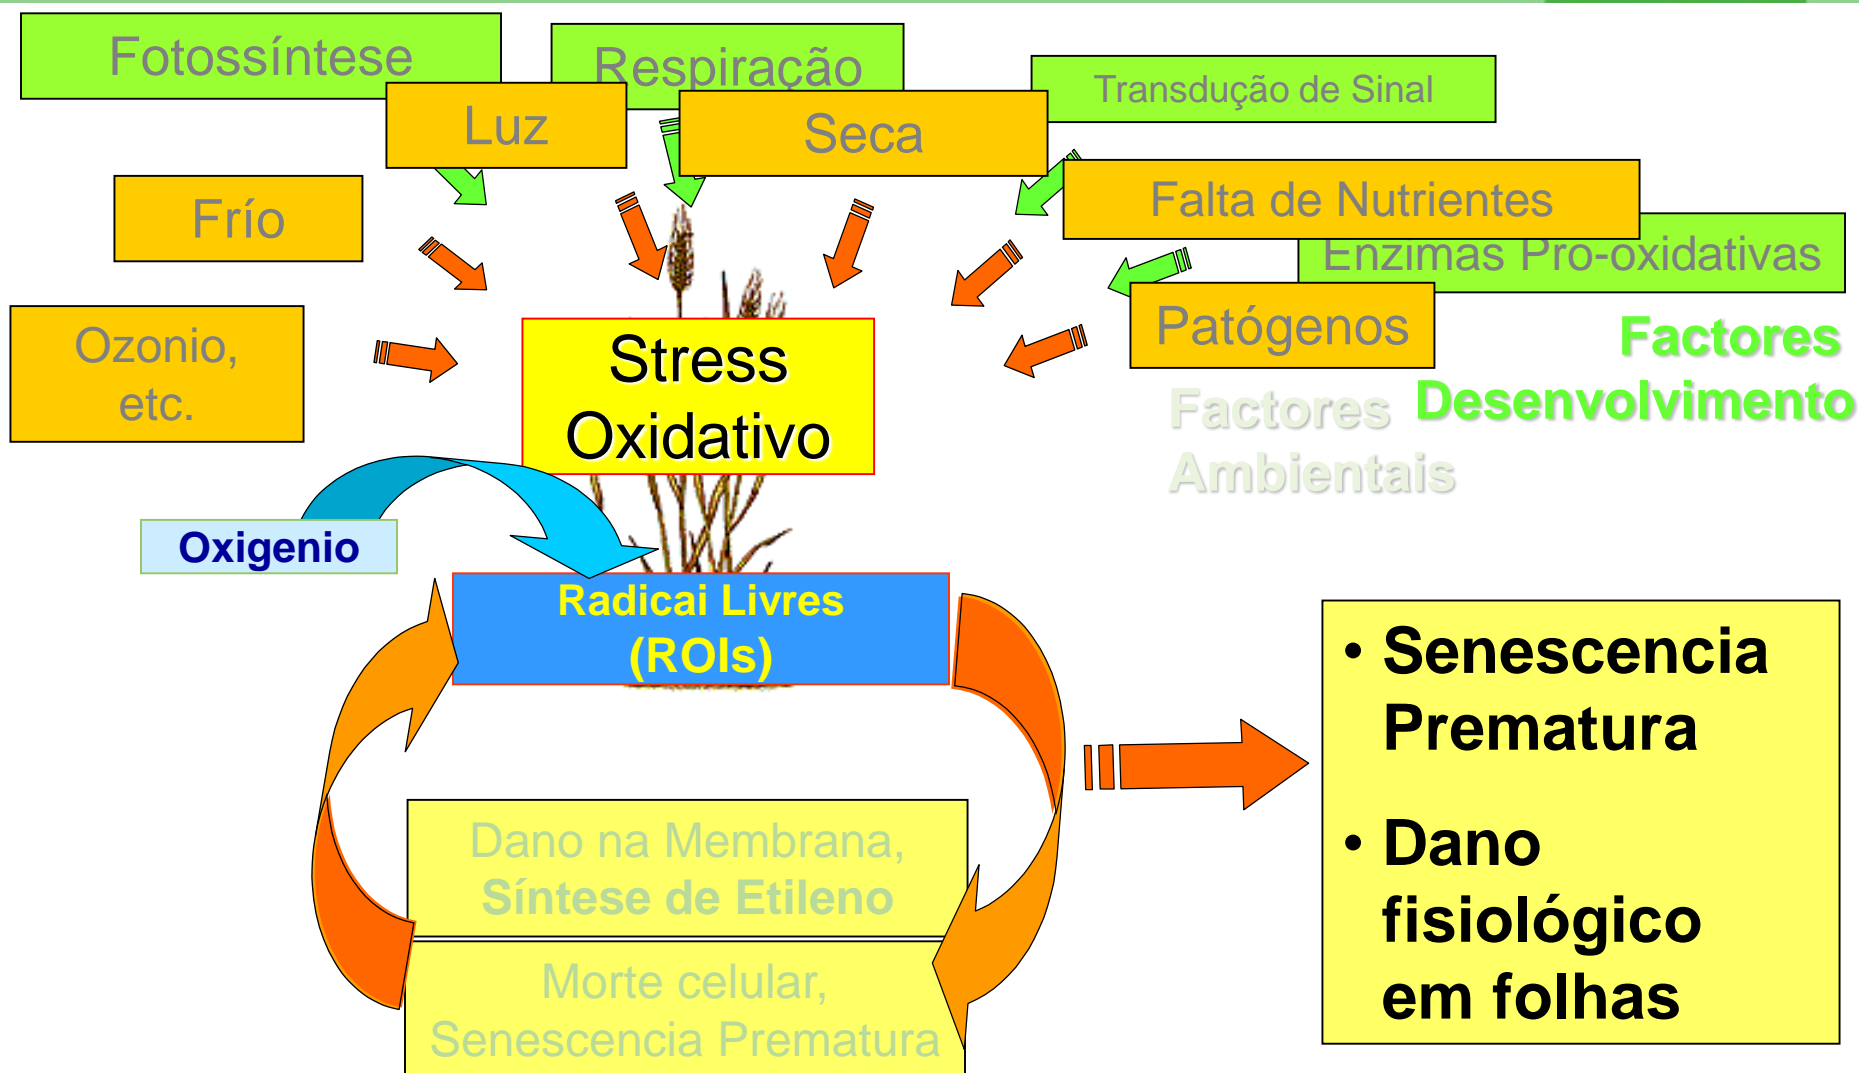 Fotossíntese
Respiração
Transdução de Sinal
Luz
Seca
Falta de Nutrientes
Frío
Enzimas Pro-oxidativas
Patógenos
Ozonio,
etc.
Stress
Oxidativo
Factores
Desenvolvimento
Factores
Ambientais
Oxigenio
Radicai Livres
(ROIs)
Dano na Membrana,
Síntese de Etileno
Morte celular,
Senescencia Prematura
• Senescencia
Prematura
• Dano
fisiológico
em folhas